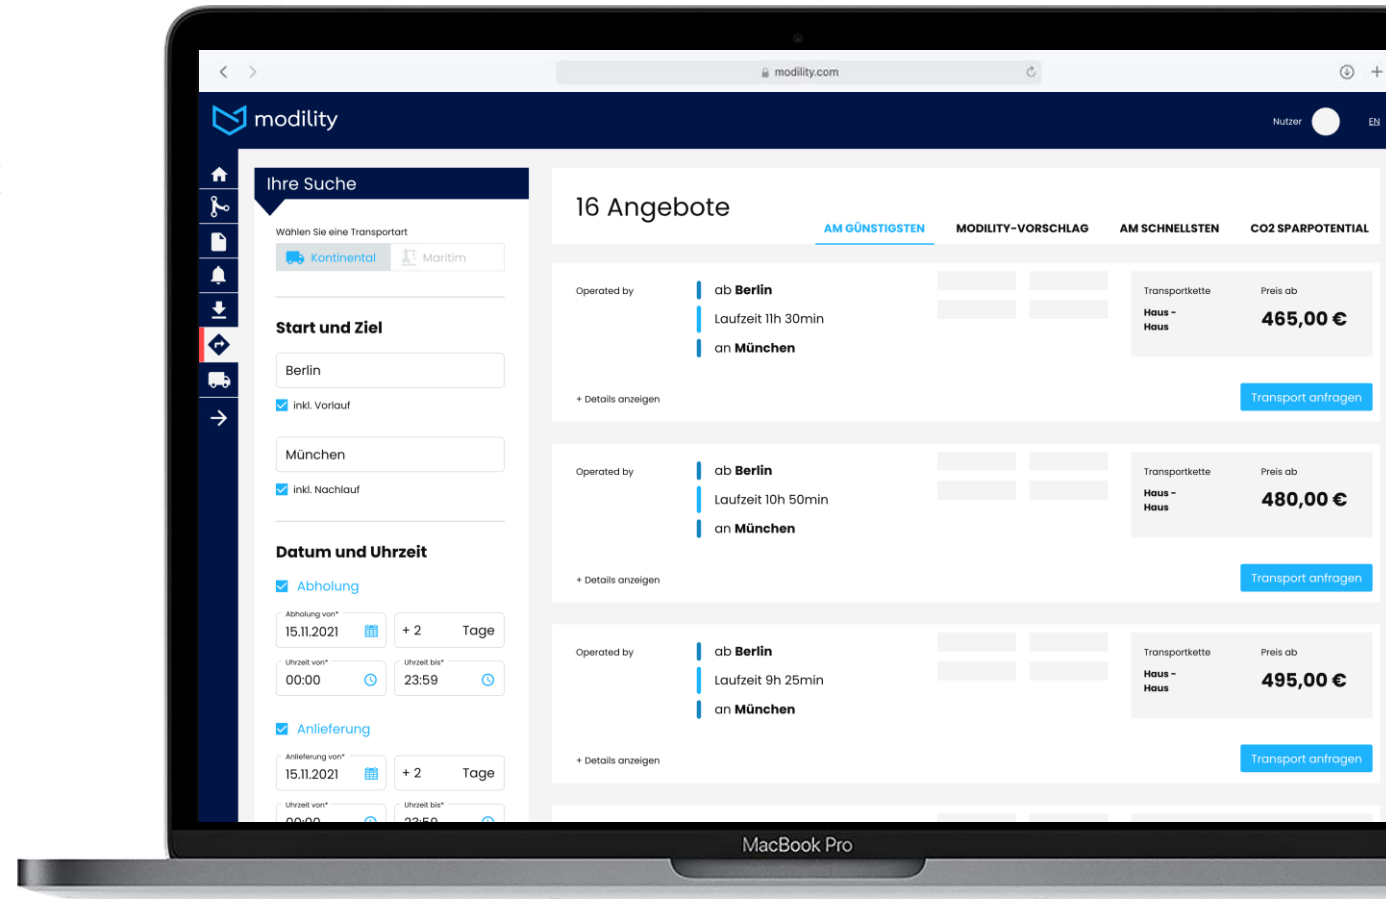 modility.com
modility
Nutzer
EN
Ihre Suche
Wählen Sie eine Transportart
Kontinental
Maritim
Start und Ziel
Berlin
inkl. Vorlauf
München
inkl. Nachlauf
Datum und Uhrzeit
Abholung
Abholung von*
15.11.2021
+ 2 Tage
Uhrzeit von*
00:00
Uhrzeit bis*
23:59
Anlieferung
Anlieferung von*
15.11.2021
+ 2 Tage
Uhrzeit von*
00:00
Uhrzeit bis*
23:59
16 Angebote
AM GÜNSTIGSTEN
MODILITY-VORSCHLAG
AM SCHNELLSTEN
CO2 SPARPOTENTIAL
Operated by
ab Berlin
Laufzeit 11h 30min
an München
Transportkette
Haus -
Haus
Preis ab
465,00 €
+ Details anzeigen
Transport anfragen
Operated by
ab Berlin
Laufzeit 10h 50min
an München
Transportkette
Haus -
Haus
Preis ab
480,00 €
+ Details anzeigen
Transport anfragen
Operated by
ab Berlin
Laufzeit 9h 25min
an München
Transportkette
Haus -
Haus
Preis ab
495,00 €
+ Details anzeigen
Transport anfragen
MacBook Pro